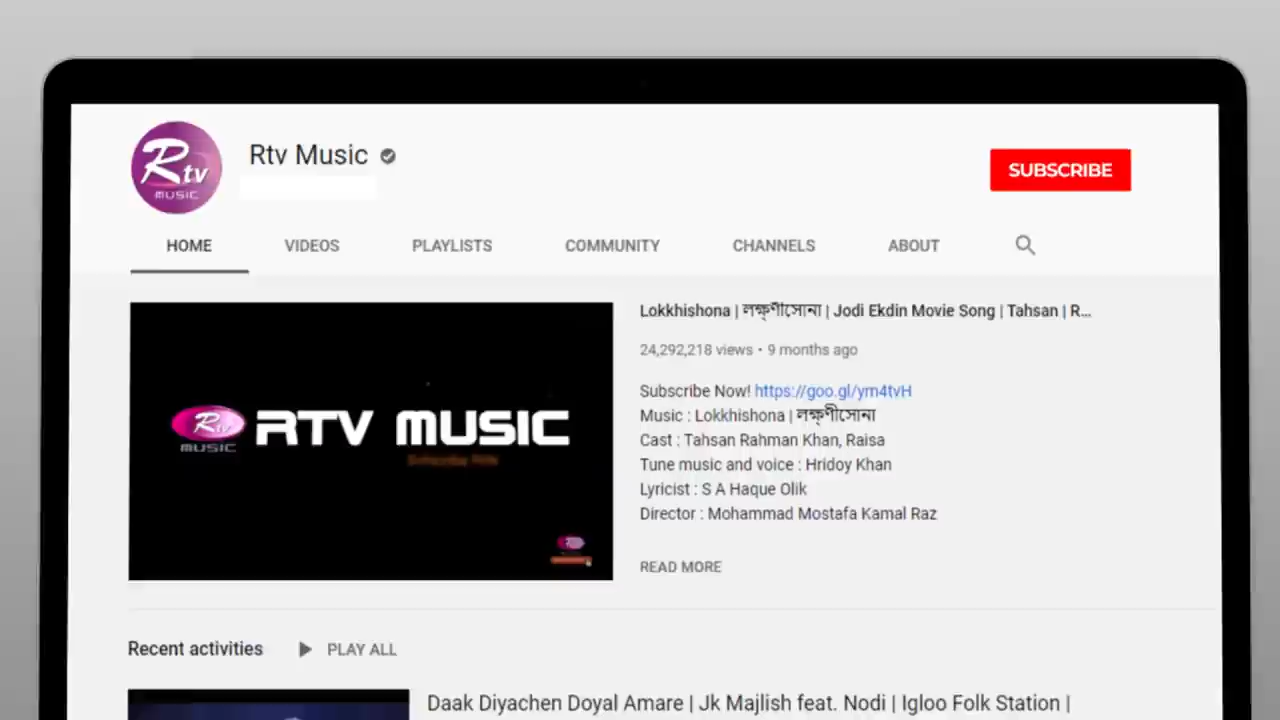 Rtv
MUSIC
Rtv Music
SUBSCRIBE
HOME VIDEOS PLAYLISTS COMMUNITY CHANNELS ABOUT
Lokkhishona | লক্ষ্ণীসোনা | Jodi Ekdin Movie Song | Tahsan | R...
24,292,218 views • 9 months ago
Subscribe Now! https://goo.gl/ym4tvH
Music : Lokkhishona | লক্ষ্ণীসোনা
Cast : Tahsan Rahman Khan, Raisa
Tune music and voice : Hridoy Khan
Lyricist : S A Haque Olik
Director : Mohammad Mostafa Kamal Raz
READ MORE
Rtv
MUSIC
RTV MUSIC
Recent activities PLAY ALL
Daak Diyachen Doyal Amare | Jk Majlish feat. Nodi | Igloo Folk Station |